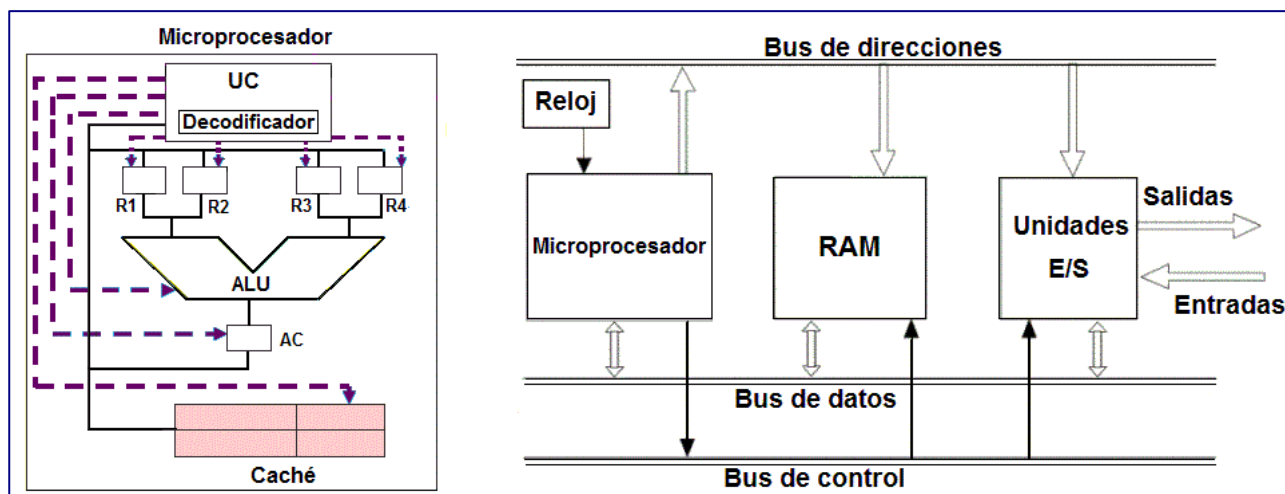 Microprocesador
UC
Decodificador
R1
R2
R3
R4
ALU
AC
Caché
Bus de direcciones
Reloj
Microprocesador
RAM
Unidades
E/S
Salidas
Entradas
Bus de datos
Bus de control